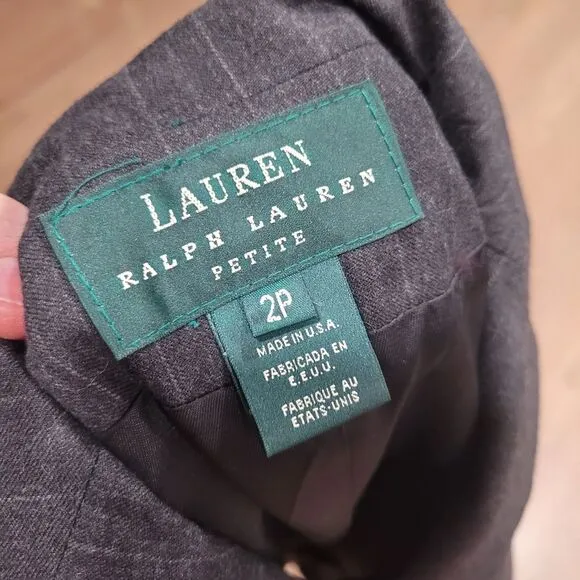 LAUREN
RALPH LAUREN
PETITE
2P
MADE IN U.S.A.
FABRICADA EN
E.E.U.U.
FABRIQUE AU
ETATS-UNIS